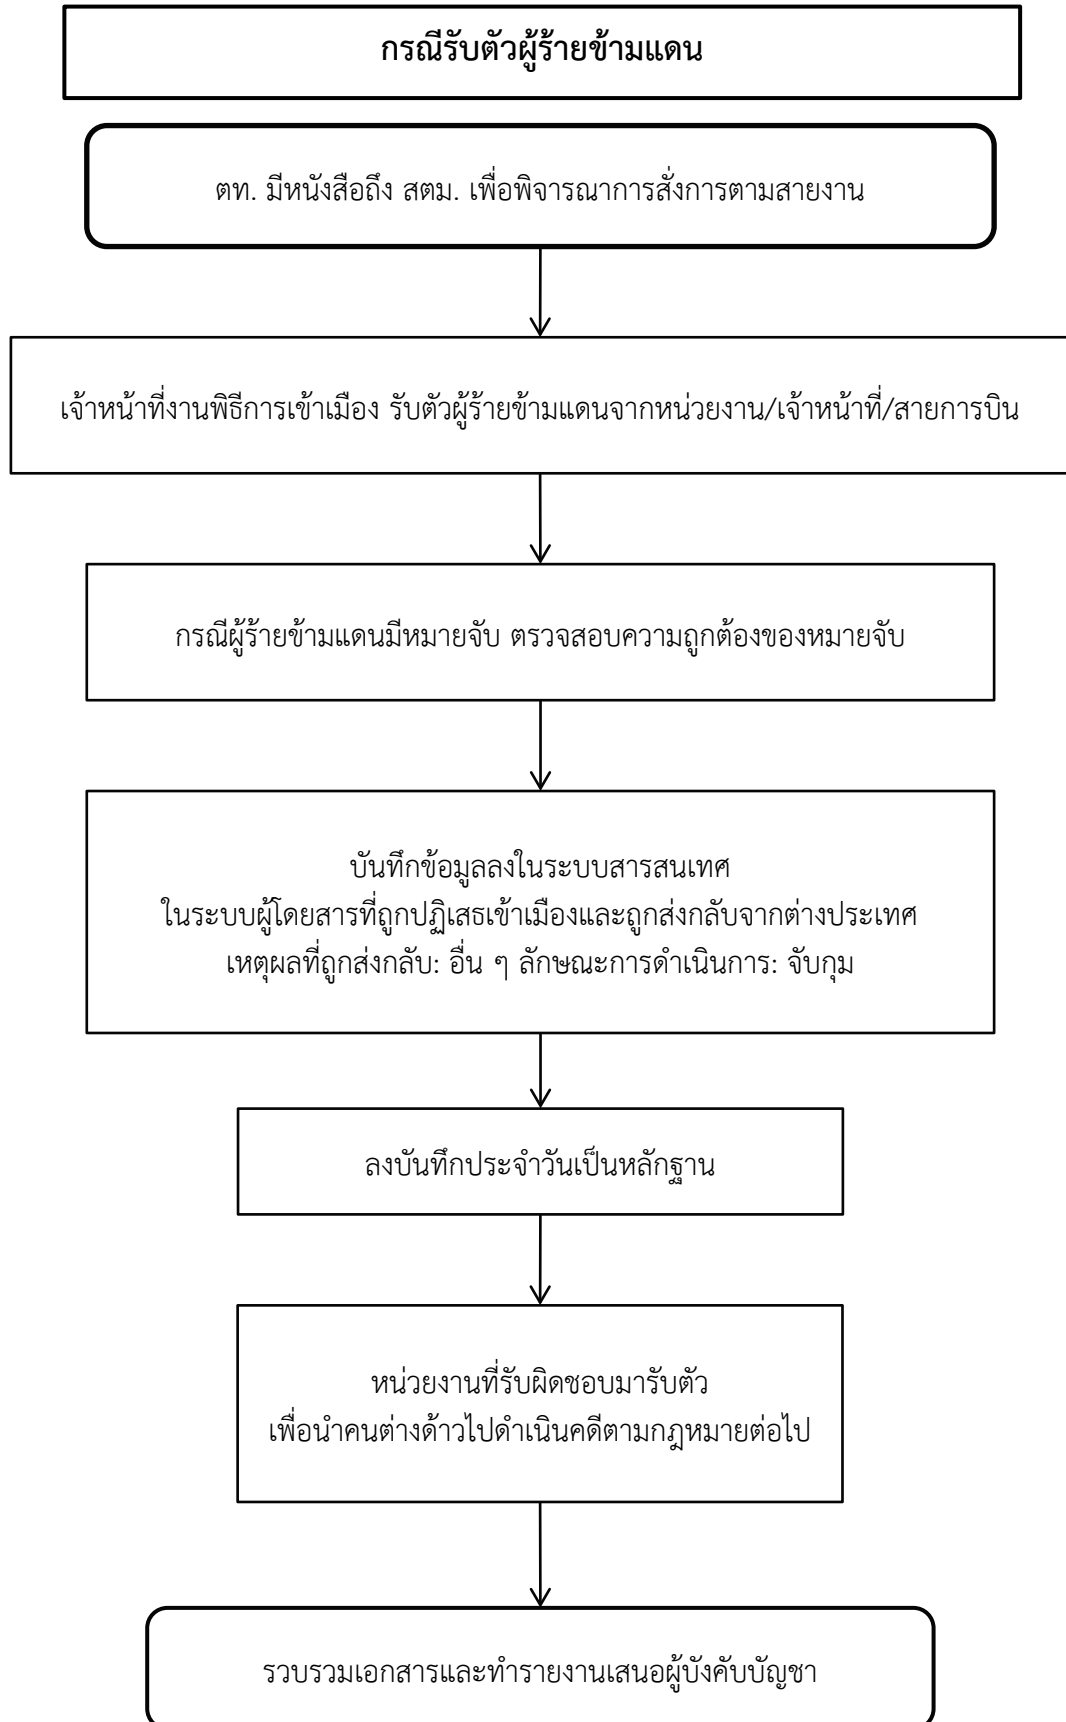 กรณีรับตัวผู้ร้ายข้ามแดน
ตท. มีหนังสือถึง สตม. เพื่อพิจารณาการสั่งการตามสายงาน
เจ้าหน้าที่งานพิธีการเข้าเมือง รับตัวผู้ร้ายข้ามแดนจากหน่วยงาน/เจ้าหน้าที่/สายการบิน
กรณีผู้ร้ายข้ามแดนมีหมายจับ ตรวจสอบความถูกต้องของหมายจับ
บันทึกข้อมูลลงในระบบสารสนเทศ
ในระบบผู้โดยสารที่ถูกปฏิเสธเข้าเมืองและถูกส่งกลับจากต่างประเทศ
เหตุผลที่ถูกส่งกลับ: อื่น ๆ ลักษณะการดำเนินการ: จับกุม
ลงบันทึกประจำวันเป็นหลักฐาน
หน่วยงานที่รับผิดชอบมารับตัว
เพื่อนำคนต่างด้าวไปดำเนินคดีตามกฎหมายต่อไป
รวบรวมเอกสารและทำรายงานเสนอผู้บังคับบัญชา